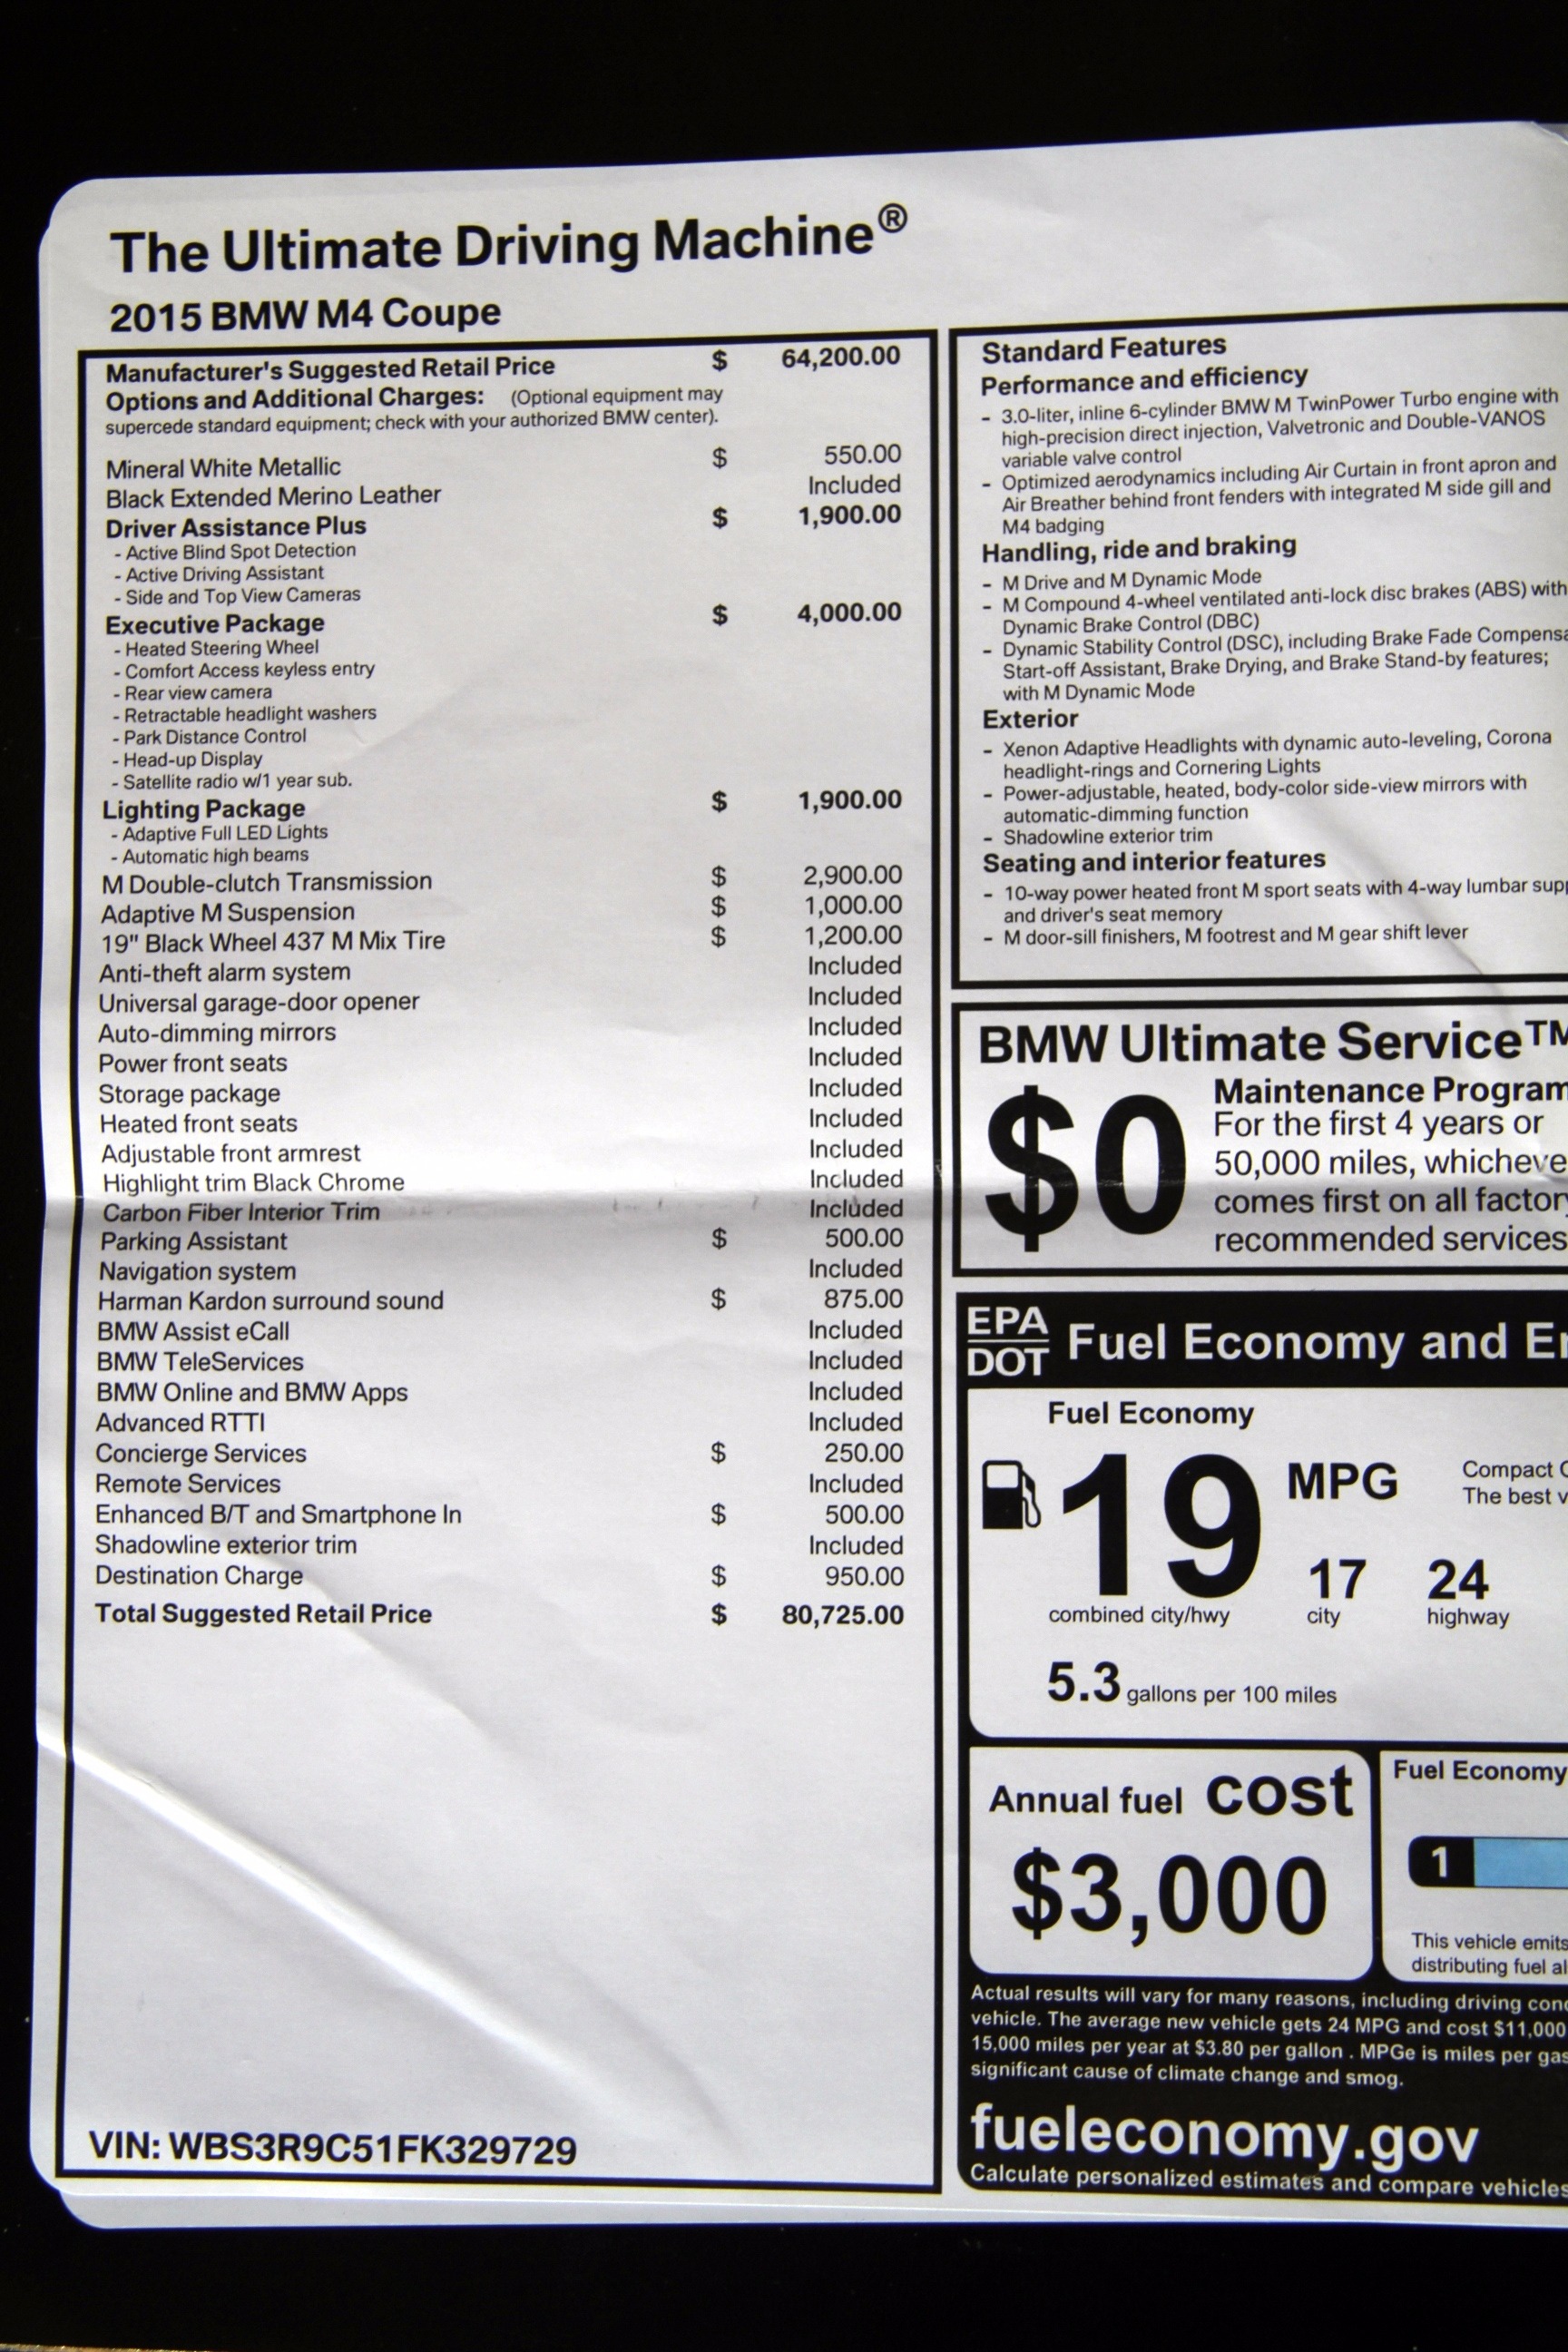 The Ultimate Driving Machine®
2015 BMW M4 Coupe
Manufacturer's Suggested Retail Price $ 64,200.00
Options and Additional Charges: (Optional equipment may
supercede standard equipment; check with your authorized BMW center).
Mineral White Metallic $ 550.00
Black Extended Merino Leather Included
Driver Assistance Plus $ 1,900.00
- Active Blind Spot Detection
- Active Driving Assistant
- Side and Top View Cameras
Executive Package $ 4,000.00
- Heated Steering Wheel
- Comfort Access keyless entry
- Rear view camera
- Retractable headlight washers
- Park Distance Control
- Head-up Display
- Satellite radio w/1 year sub.
Lighting Package $ 1,900.00
- Adaptive Full LED Lights
- Automatic high beams
M Double-clutch Transmission $ 2,900.00
Adaptive M Suspension $ 1,000.00
19" Black Wheel 437 M Mix Tire $ 1,200.00
Anti-theft alarm system Included
Universal garage-door opener Included
Auto-dimming mirrors Included
Power front seats Included
Storage package Included
Heated front seats Included
Adjustable front armrest Included
Highlight trim Black Chrome Included
Carbon Fiber Interior Trim Included
Parking Assistant $ 500.00
Navigation system Included
Harman Kardon surround sound $ 875.00
BMW Assist eCall Included
BMW TeleServices Included
BMW Online and BMW Apps Included
Advanced RTTI Included
Concierge Services $ 250.00
Remote Services Included
Enhanced B/T and Smartphone In $ 500.00
Shadowline exterior trim Included
Destination Charge $ 950.00
Total Suggested Retail Price $ 80,725.00
VIN: WBS3R9C51FK329729
Standard Features
Performance and efficiency
- 3.0-liter, inline 6-cylinder BMW M TwinPower Turbo engine with
high-precision direct injection, Valvetronic and Double-VANOS
variable valve control
- Optimized aerodynamics including Air Curtain in front apron and
Air Breather behind front fenders with integrated M side gill and
M4 badging
Handling, ride and braking
- M Drive and M Dynamic Mode
- M Compound 4-wheel ventilated anti-lock disc brakes (ABS) with
Dynamic Brake Control (DBC)
- Dynamic Stability Control (DSC), including Brake Fade Compensa
Start-off Assistant, Brake Drying, and Brake Stand-by features;
with M Dynamic Mode
Exterior
- Xenon Adaptive Headlights with dynamic auto-leveling, Corona
headlight-rings and Cornering Lights
- Power-adjustable, heated, body-color side-view mirrors with
automatic-dimming function
- Shadowline exterior trim
Seating and interior features
- 10-way power heated front M sport seats with 4-way lumbar supp
and driver's seat memory
- M door-sill finishers, M footrest and M gear shift lever
BMW Ultimate Service™
$0
Maintenance Program
For the first 4 years or
50,000 miles, whicheve
comes first on all factory
recommended services
EPA
DOT
Fuel Economy and En
Fuel Economy
19 MPG
combined city/hwy
17
city
24
highway
Compact C
The best v
5.3 gallons per 100 miles
Annual fuel cost
$3,000
Fuel Economy
1
This vehicle emits
distributing fuel al
Actual results will vary for many reasons, including driving cond
vehicle. The average new vehicle gets 24 MPG and cost $11,000
15,000 miles per year at $3.80 per gallon . MPGe is miles per gas
significant cause of climate change and smog.
fueleconomy.gov
Calculate personalized estimates and compare vehicles